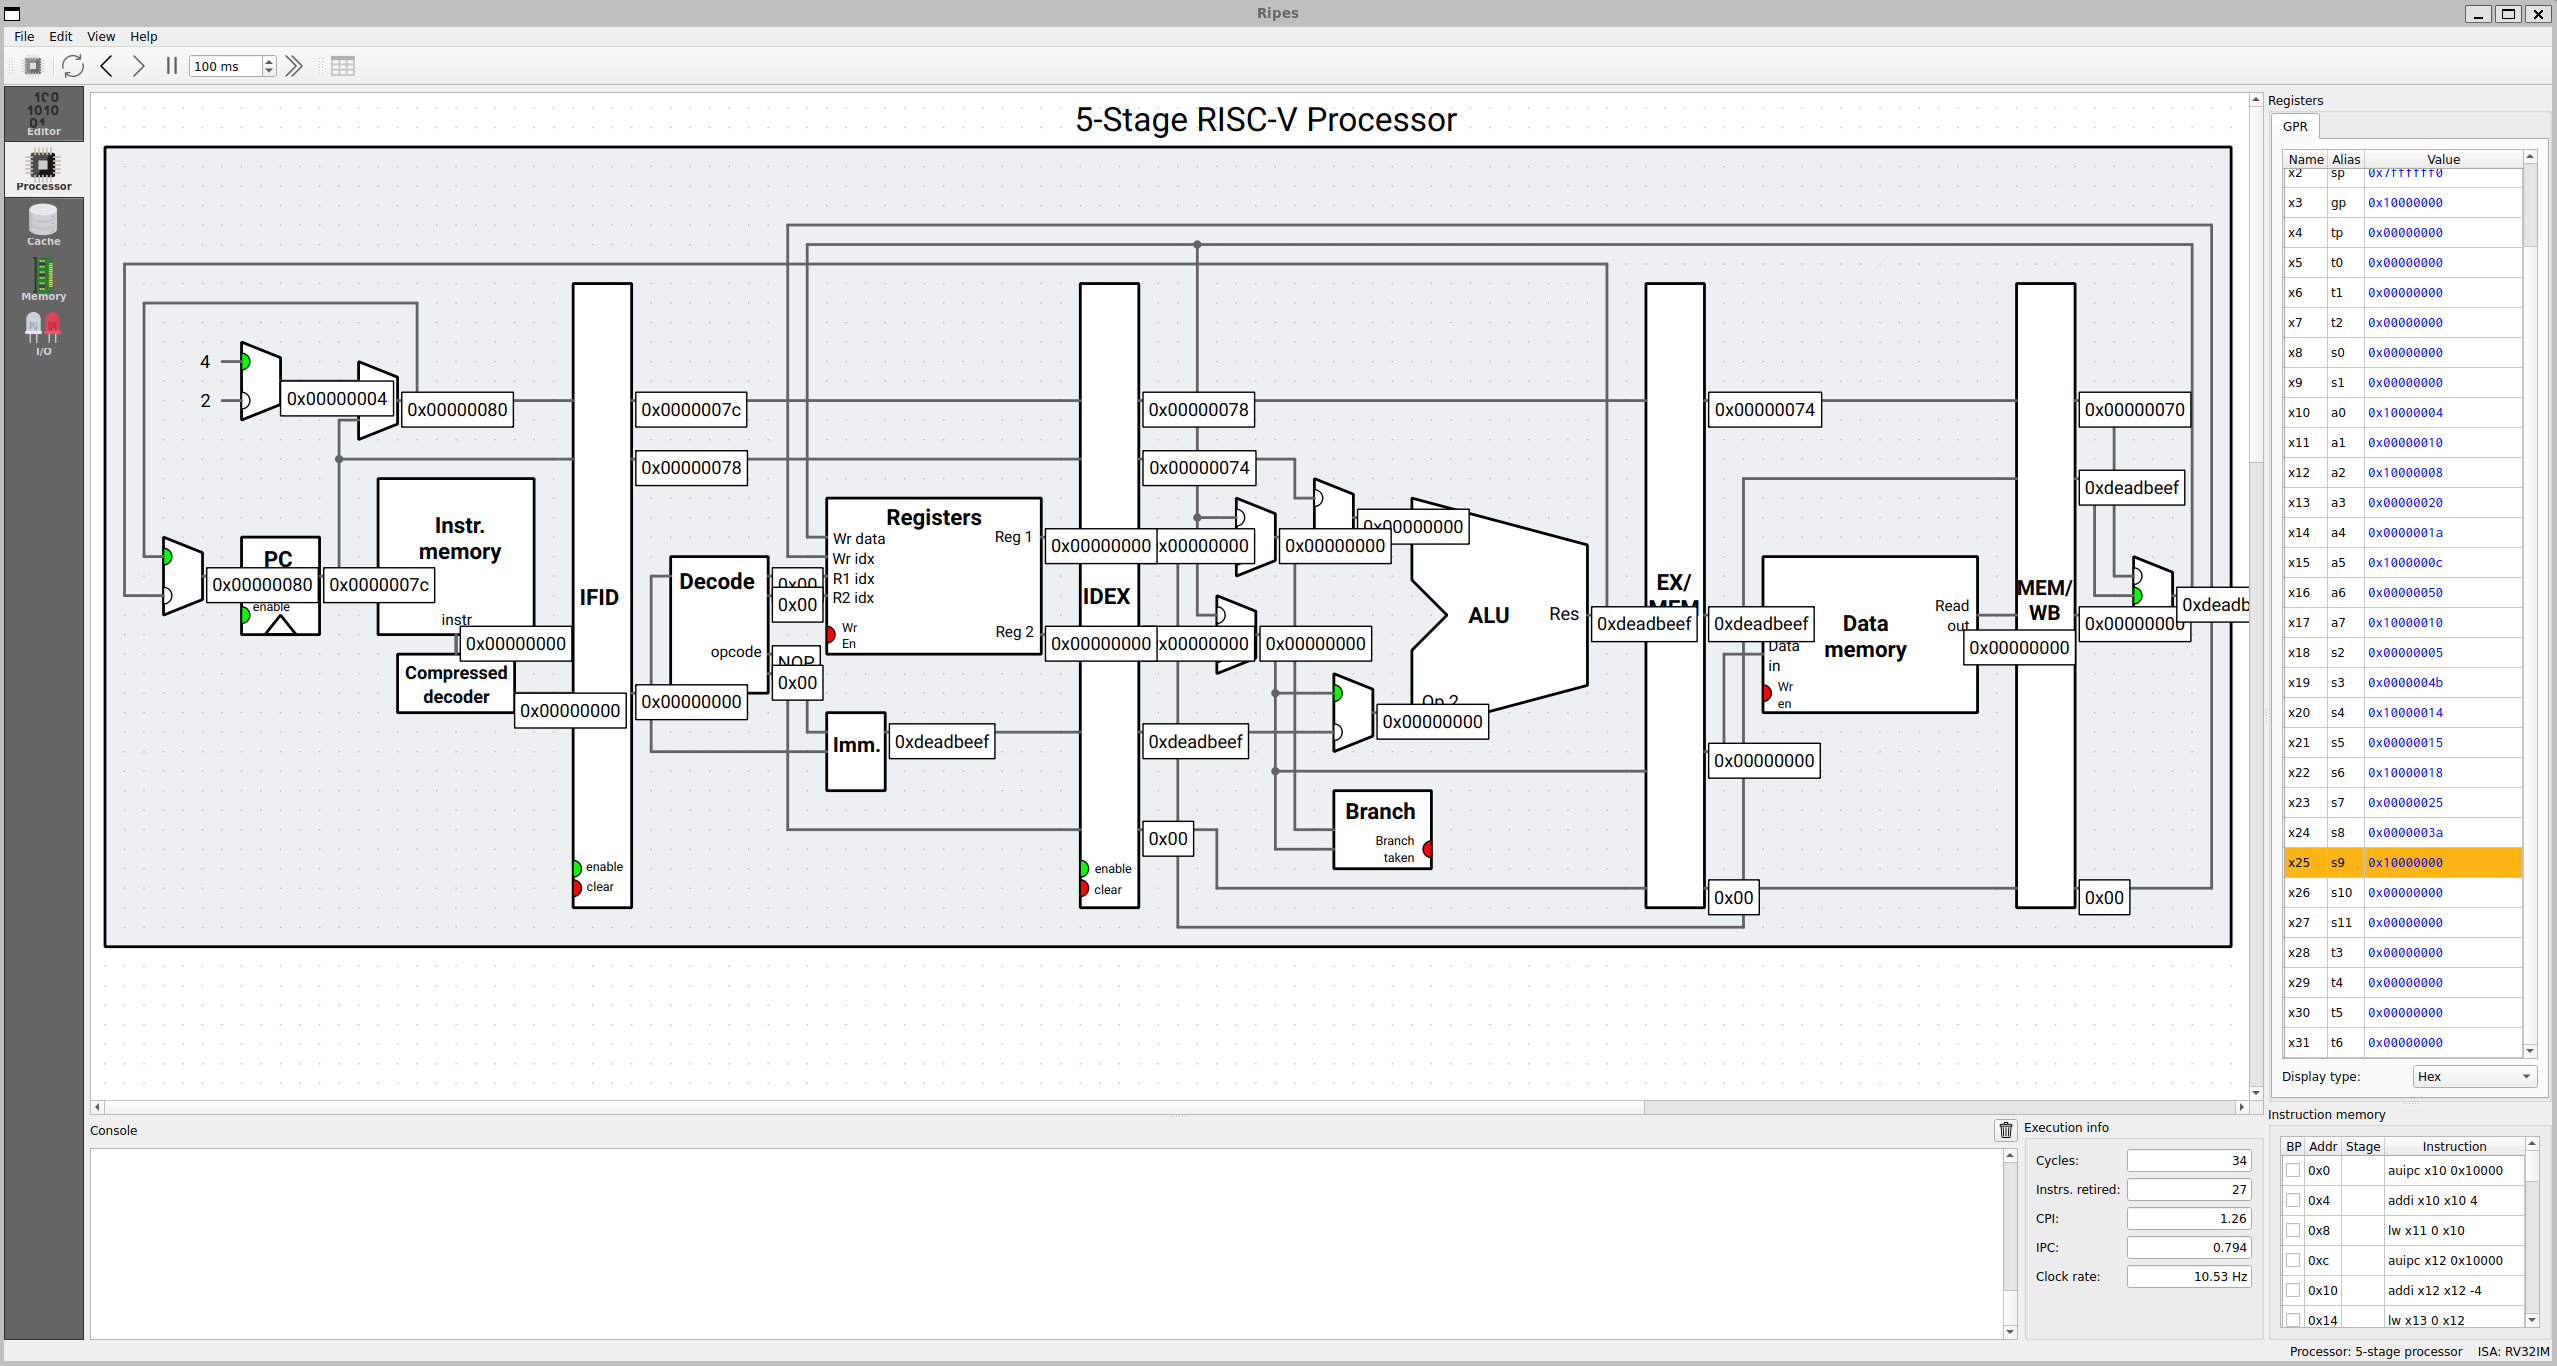 Ripes
File Edit View Help
100 ms
Editor
Processor
Cache
Memory
I/O
5-Stage RISC-V Processor
4
2
0x00000004
0x00000080
0x0000007c
0x00000078
0x00000074
0x00000070
0x00000078
0x00000074
0xdeadbeef
Instr.
memory
instr
PC
enable
0x00000080
0x0000007c
0x00000000
Compressed
decoder
0x00000000
IFID
enable
clear
0x00000000
Decode
opcode
0x00
0x00
NOP
0x00
Registers
Wr data
Wr idx
R1 idx
R2 idx
Wr
En
Reg 1
Reg 2
0x00000000
0x00000000
Imm.
0xdeadbeef
IDEX
enable
clear
x00000000
x00000000
0xdeadbeef
0x00
0x00000000
0x00000000
0x00000000
0x00000000
ALU
Res
Op 2
Branch
Branch
taken
0xdeadbeef
EX/
MEM
0xdeadbeef
0x00000000
0x00
Data
memory
Data
in
Wr
en
Read
out
0x00000000
MEM/
WB
0x00000000
0x00
0xdeadb
Registers
GPR
Name Alias Value
x2 sp 0x7ffffff0
x3 gp 0x10000000
x4 tp 0x00000000
x5 t0 0x00000000
x6 t1 0x00000000
x7 t2 0x00000000
x8 s0 0x00000000
x9 s1 0x00000000
x10 a0 0x10000004
x11 a1 0x00000010
x12 a2 0x10000008
x13 a3 0x00000020
x14 a4 0x0000001a
x15 a5 0x1000000c
x16 a6 0x00000050
x17 a7 0x10000010
x18 s2 0x00000005
x19 s3 0x0000004b
x20 s4 0x10000014
x21 s5 0x00000015
x22 s6 0x10000018
x23 s7 0x00000025
x24 s8 0x0000003a
x25 s9 0x10000000
x26 s10 0x00000000
x27 s11 0x00000000
x28 t3 0x00000000
x29 t4 0x00000000
x30 t5 0x00000000
x31 t6 0x00000000
Display type: Hex
Console
Execution info
Cycles: 34
Instrs. retired: 27
CPI: 1.26
IPC: 0.794
Clock rate: 10.53 Hz
Instruction memory
BP Addr Stage Instruction
0x0 auipc x10 0x10000
0x4 addi x10 x10 4
0x8 lw x11 0 x10
0xc auipc x12 0x10000
0x10 addi x12 x12 -4
0x14 lw x13 0 x12
Processor: 5-stage processor ISA: RV32IM